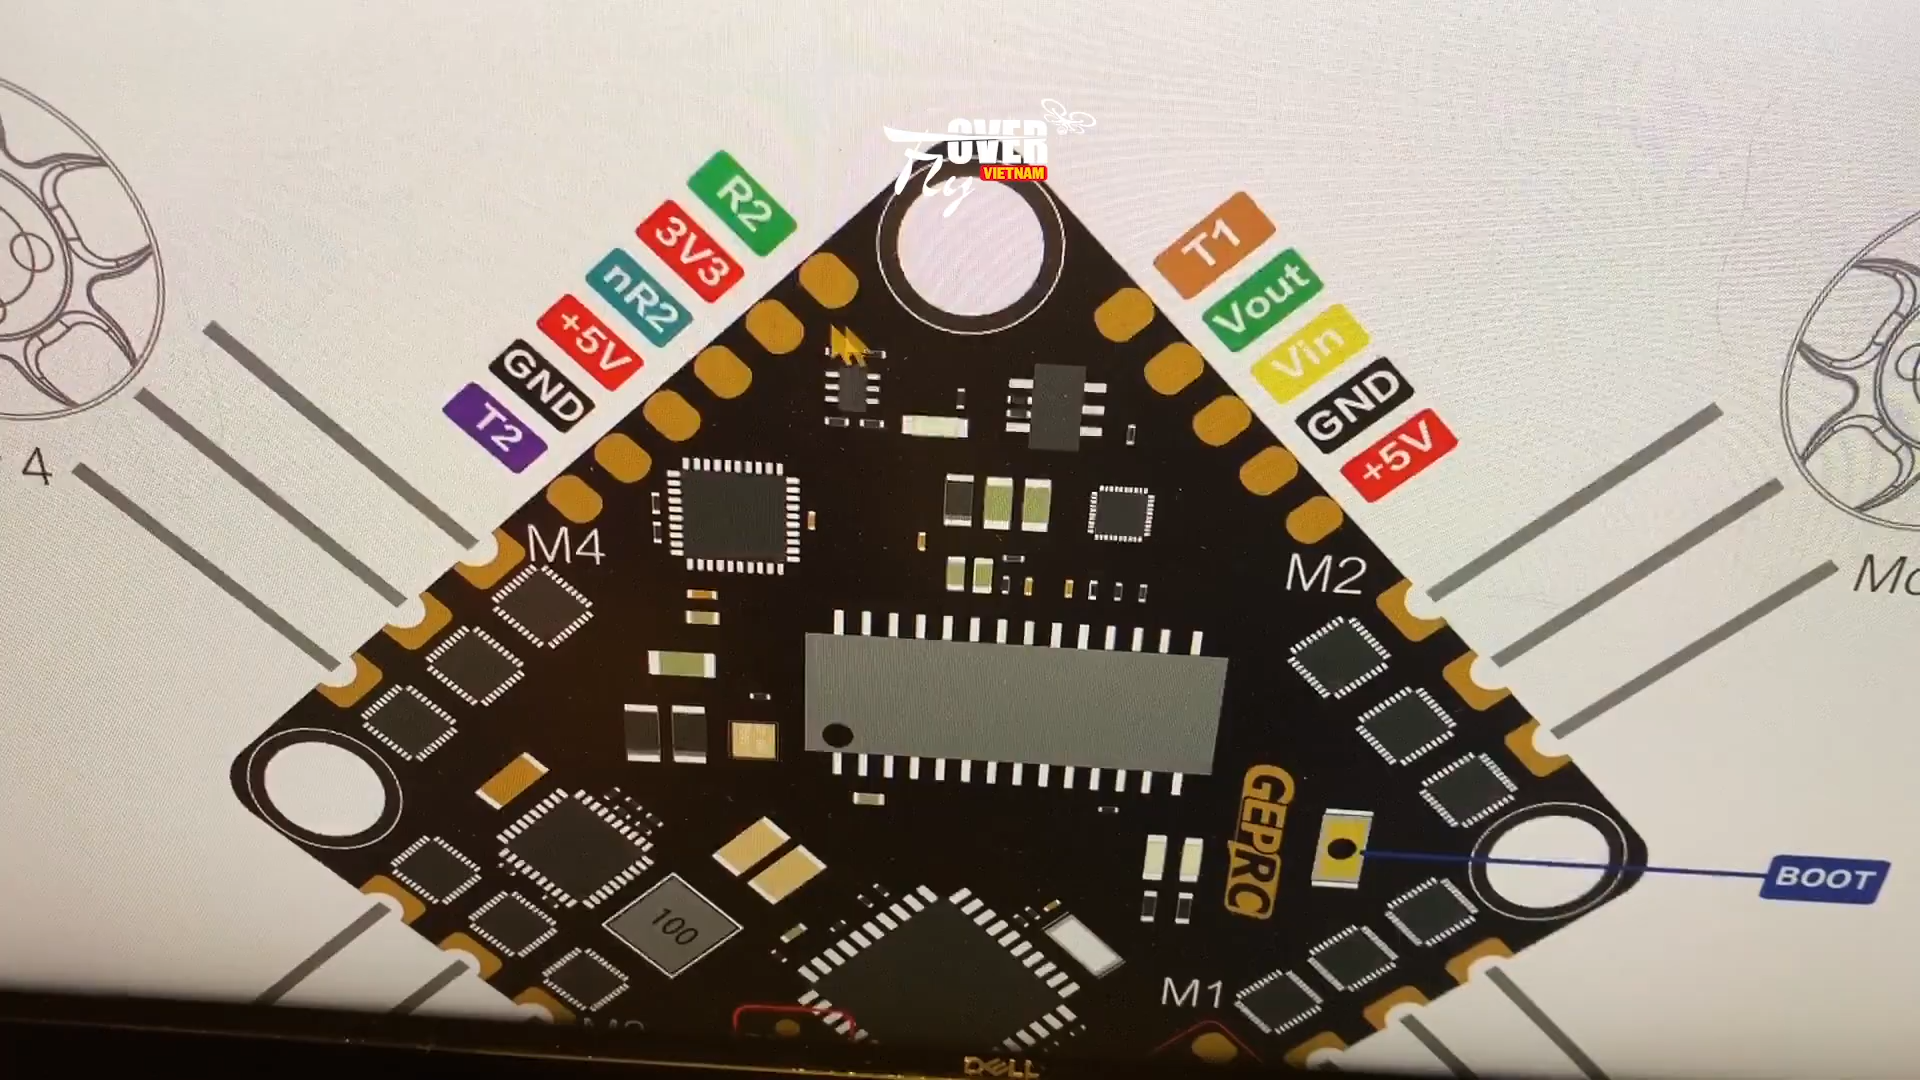 OVER
Fly
VIETNAM
R2
3V3
nR2
+5V
GND
T2
T1
Vout
Vin
GND
+5V
4
M4
M2
GEPRC
BOOT
100
M1
DELL